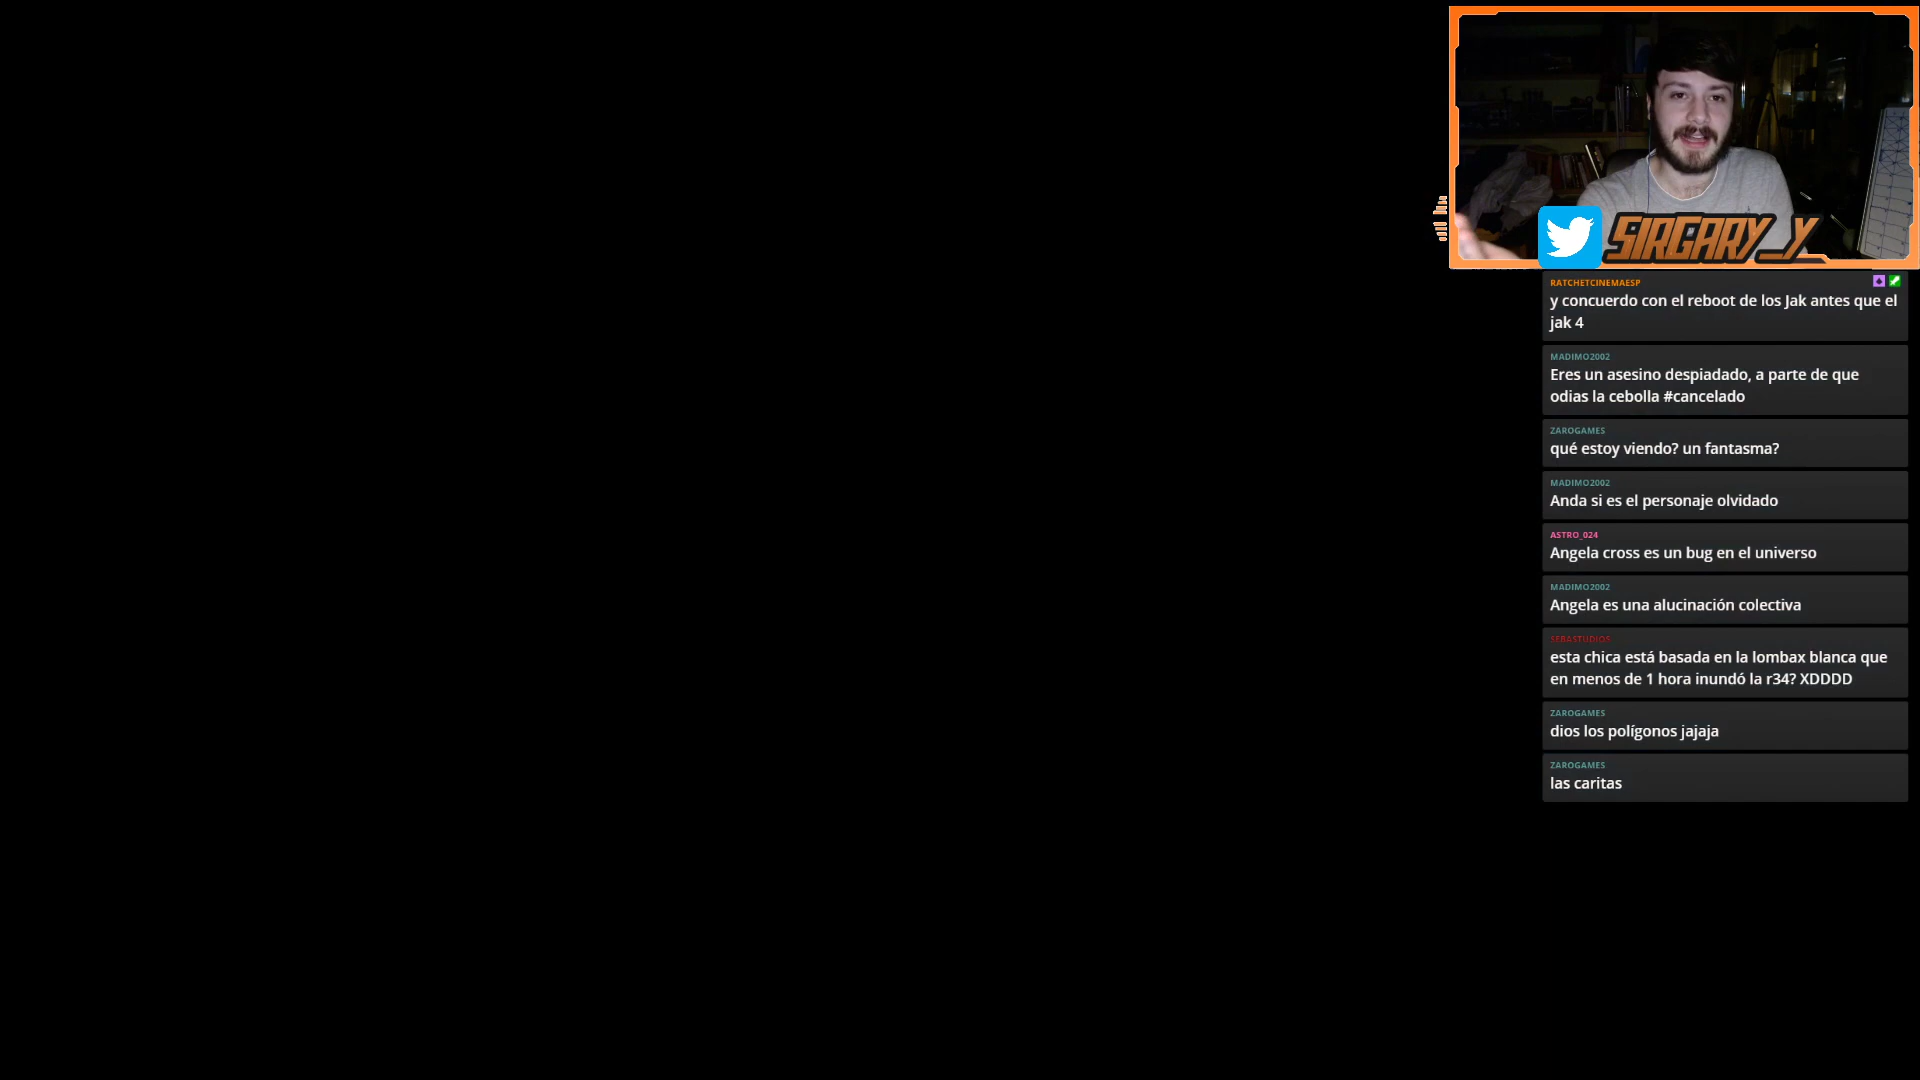 SIRGARY_Y
RATCHETCINEMAESP
y concuerdo con el reboot de los Jak antes que el
jak 4
MADIMO2002
Eres un asesino despiadado, a parte de que
odias la cebolla #cancelado
ZAROGAMES
qué estoy viendo? un fantasma?
MADIMO2002
Anda si es el personaje olvidado
ASTRO_024
Angela cross es un bug en el universo
MADIMO2002
Angela es una alucinación colectiva
SEBASTUDIOS
esta chica está basada en la lombax blanca que
en menos de 1 hora inundó la r34? XDDDD
ZAROGAMES
dios los polígonos jajaja
ZAROGAMES
las caritas